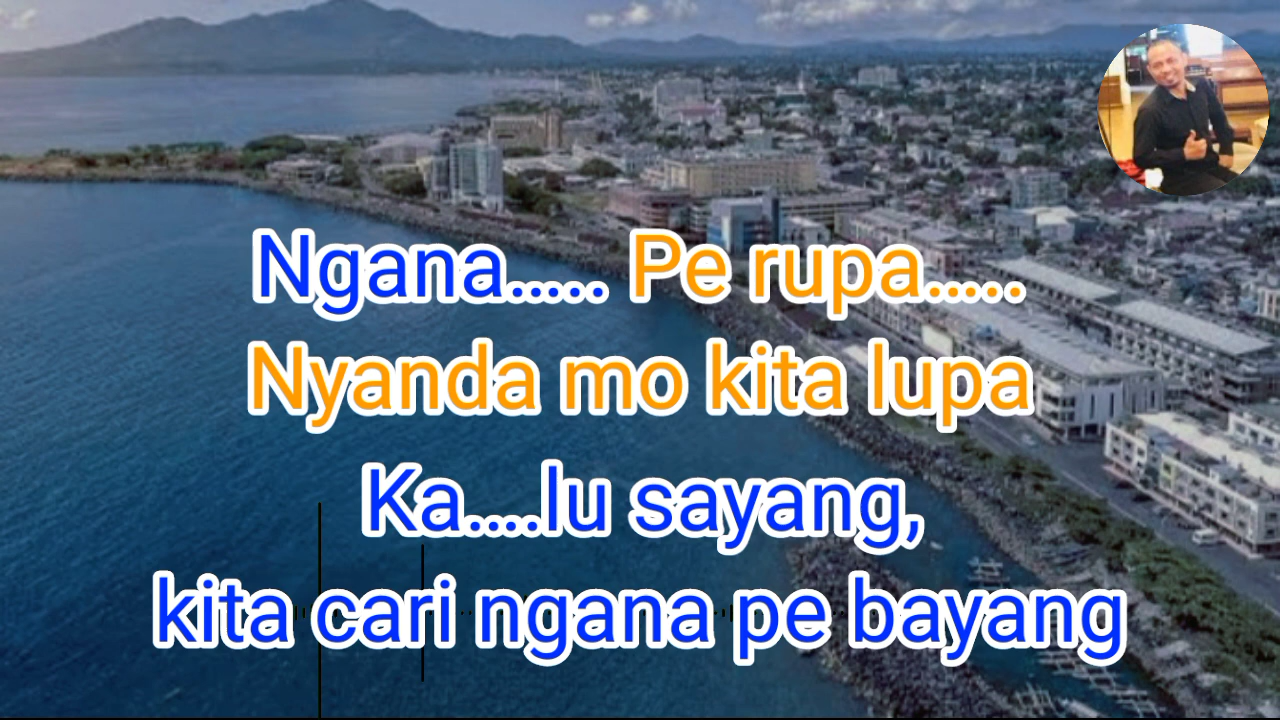 Ngana..... Pe rupa.....
Nyanda mo kita lupa
Ka....lu sayang,
kita cari ngana pe bayang